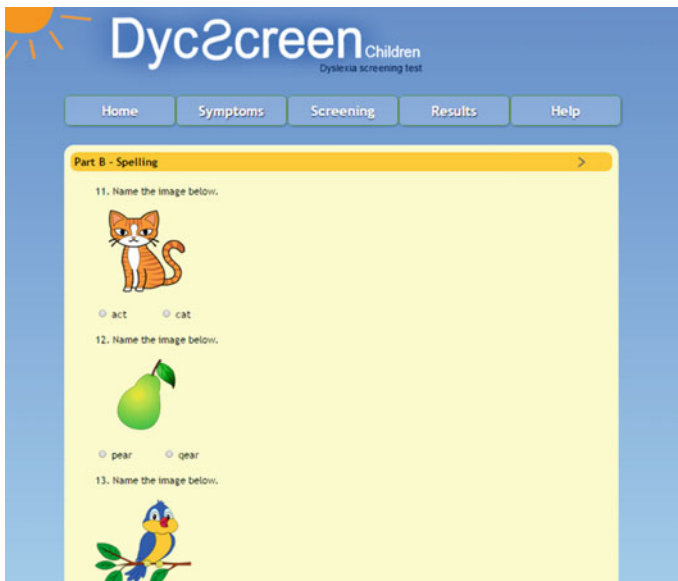 DycƧcreen Children
Dyslexia screening test
Home Symptoms Screening Results Help
Part B - Spelling >
11. Name the image below.
act cat
12. Name the image below.
pear qear
13. Name the image below.